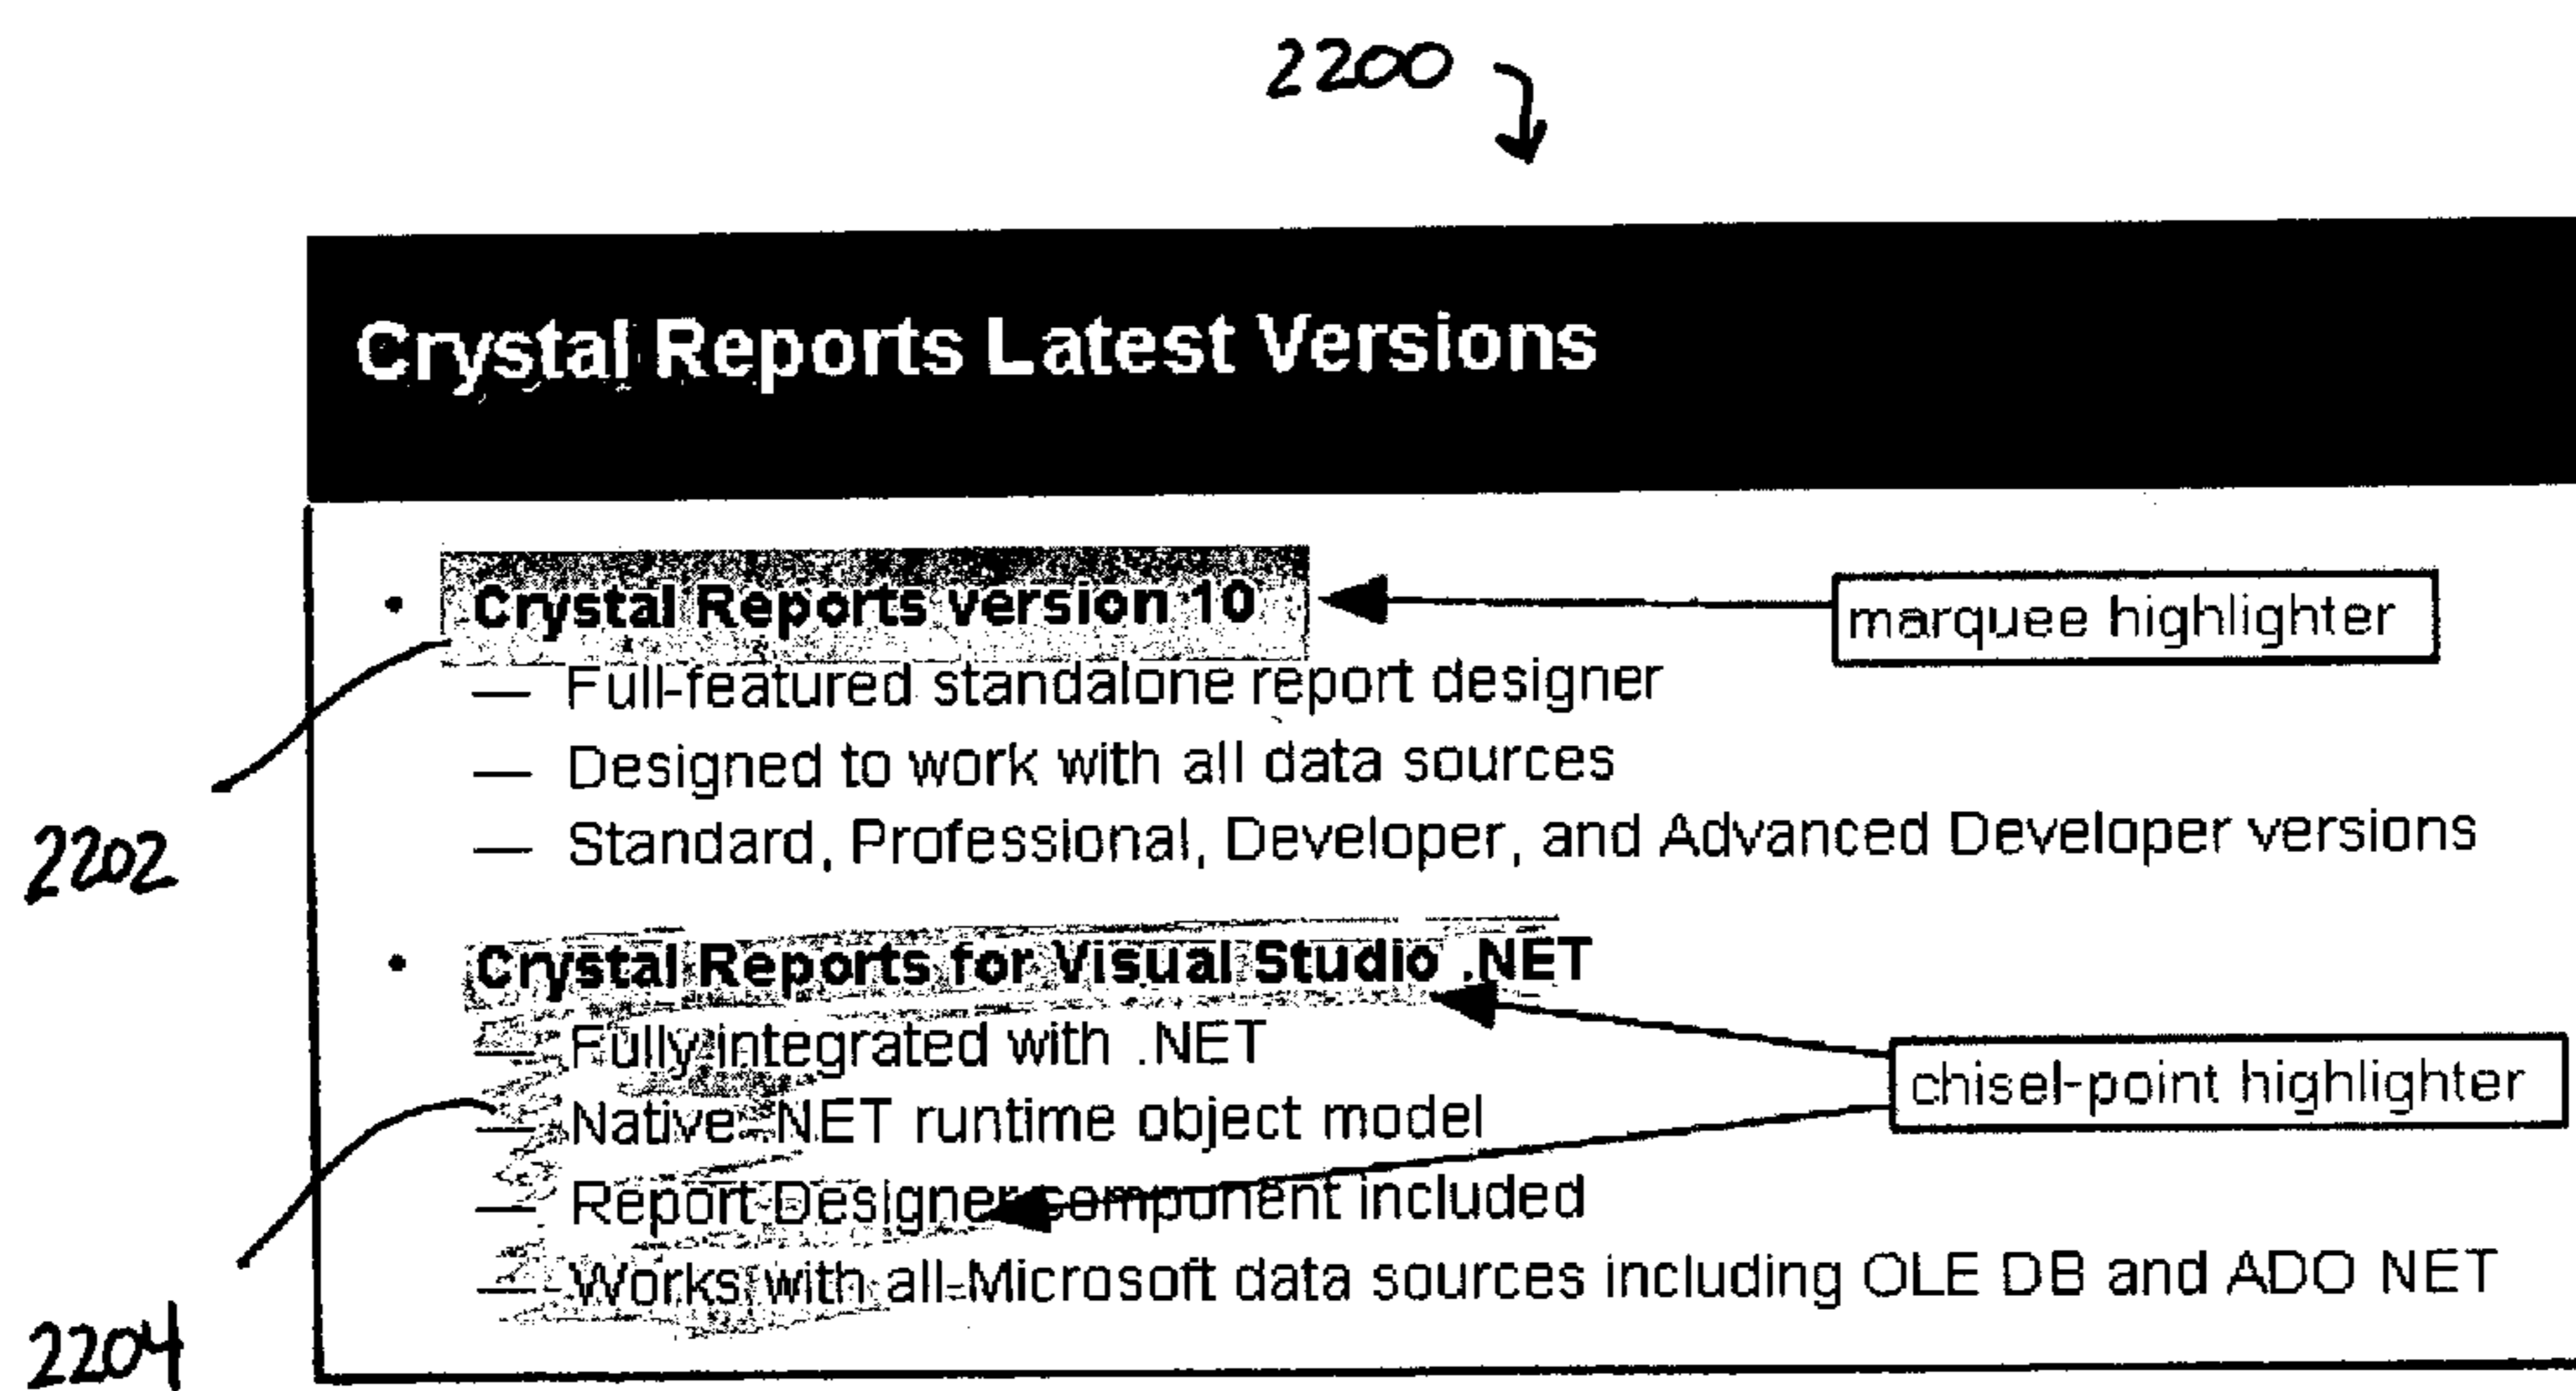 2200
Crystal Reports Latest Versions
• Crystal Reports version 10
marquee highlighter
— Full-featured standalone report designer
— Designed to work with all data sources
— Standard, Professional, Developer, and Advanced Developer versions
2202
• Crystal Reports for Visual Studio .NET
— Fully integrated with .NET
chisel-point highlighter
— Native .NET runtime object model
— Report Designer component included
— Works with all Microsoft data sources including OLE DB and ADO NET
2204